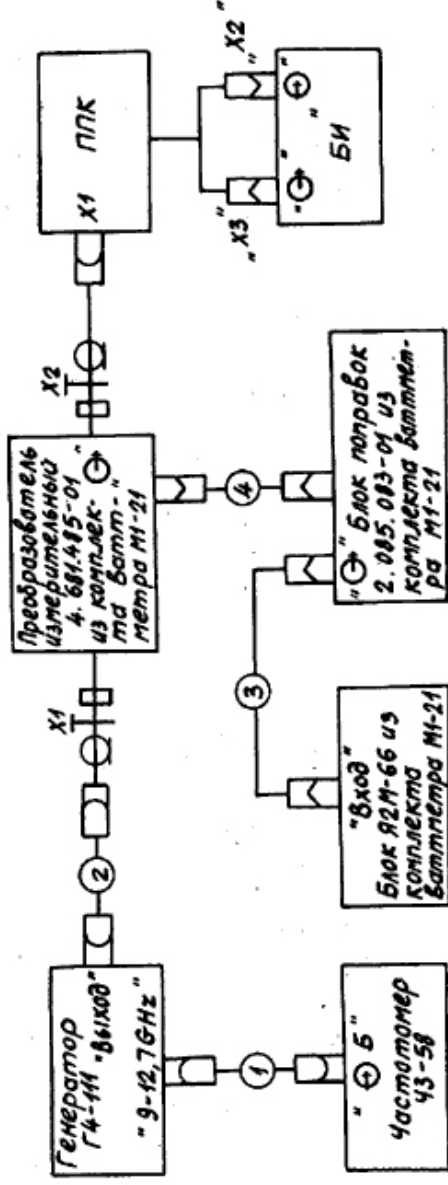 Генератор
Г4-111 "Выход"
"9-12,7GHz"
1
" Б"
Частотомер
Ч3-58
2
X1
Преобразователь
измерительный
4.681.485-01
из комплек-
та ватт- " "
метра М1-21
X2
X1 ППК
3
"Вход"
Блок Я2М-66 из
комплекта
ваттметра М1-21
4
" " Блок поправок
2.085.083-01 из
комплекта ваттмет-
ра М1-21
"X3" "X2"
" " " "
БИ